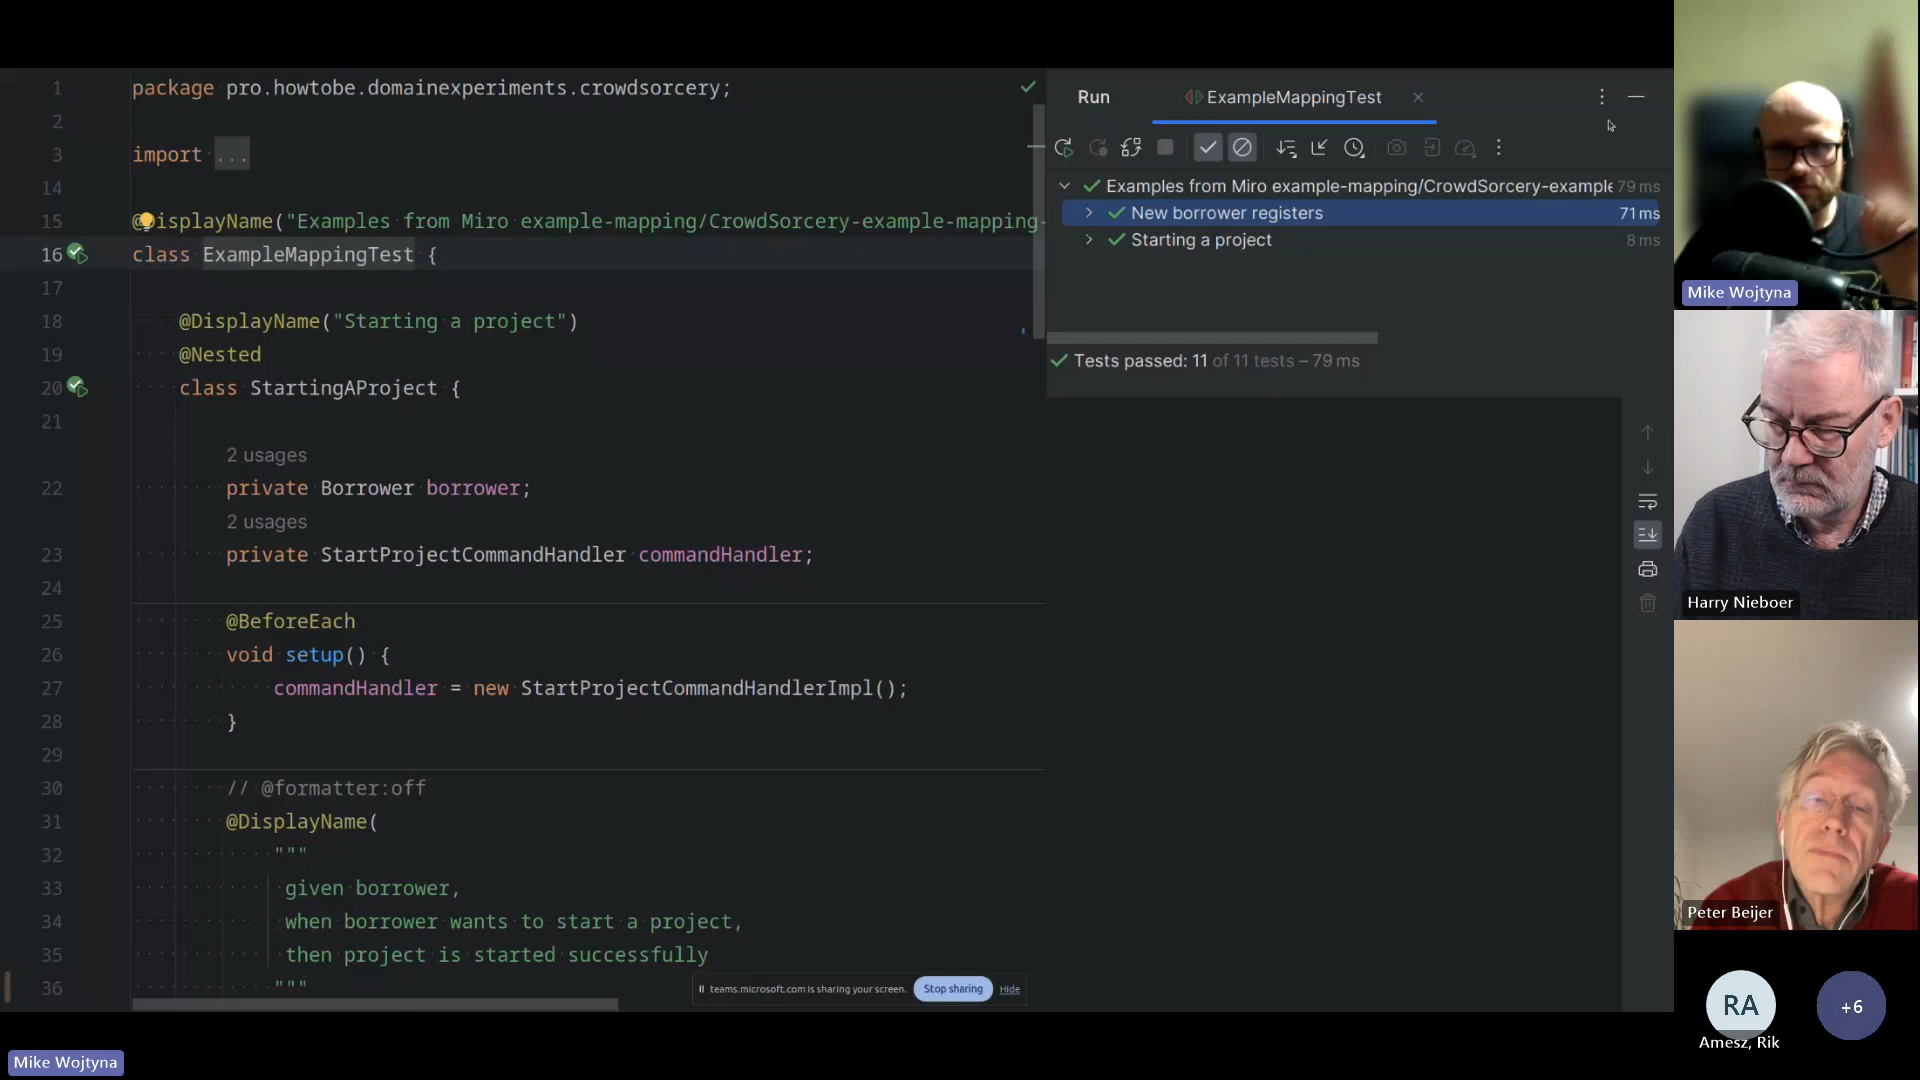 1 package pro.howtobe.domainexperiments.crowdsorcery;
2
3 import ...
14
15 @DisplayName("Examples from Miro example-mapping/CrowdSorcery-example-mapping-
16 class ExampleMappingTest {
17
18 @DisplayName("Starting a project")
19 @Nested
20 class StartingAProject {
21
2 usages
22 private Borrower borrower;
2 usages
23 private StartProjectCommandHandler commandHandler;
24
25 @BeforeEach
26 void setup() {
27 commandHandler = new StartProjectCommandHandlerImpl();
28 }
29
30 // @formatter:off
31 @DisplayName(
32 """
33 given borrower,
34 when borrower wants to start a project,
35 then project is started successfully
36 """
teams.microsoft.com is sharing your screen. Stop sharing Hide
Run ExampleMappingTest
Examples from Miro example-mapping/CrowdSorcery-example 79 ms
New borrower registers 71 ms
Starting a project 8 ms
Tests passed: 11 of 11 tests – 79 ms
Mike Wojtyna
Harry Nieboer
Peter Beijer
RA +6
Amesz, Rik
Mike Wojtyna